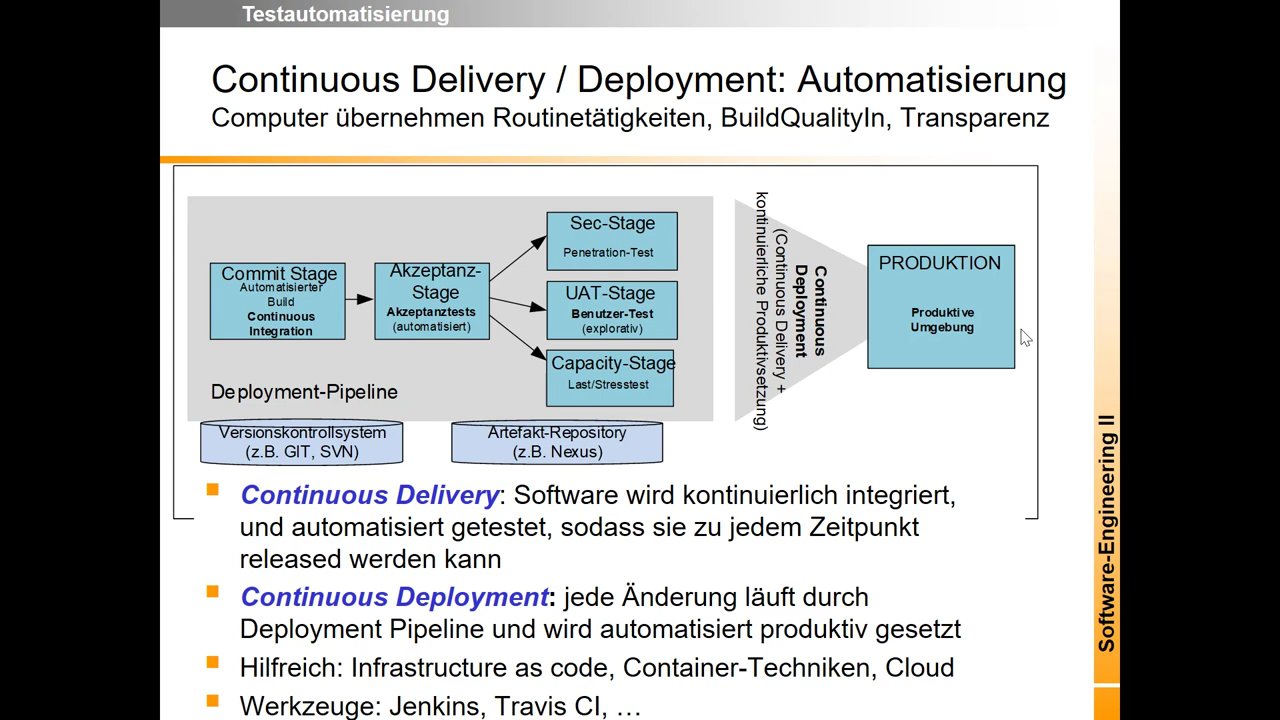 Testautomatisierung
Continuous Delivery / Deployment: Automatisierung
Computer übernehmen Routinetätigkeiten, BuildQualityIn, Transparenz
Commit Stage
Automatisierter
Build
Continuous
Integration
Akzeptanz-
Stage
Akzeptanztests
(automatisiert)
Sec-Stage
Penetration-Test
UAT-Stage
Benutzer-Test
(explorativ)
Capacity-Stage
Last/Stresstest
Deployment-Pipeline
Continuous
Deployment
(Continuous Delivery +
kontinuierliche Produktivsetzung)
PRODUKTION
Produktive
Umgebung
Versionskontrollsystem
(z.B. GIT, SVN)
Artefakt-Repository
(z.B. Nexus)
Continuous Delivery: Software wird kontinuierlich integriert,
und automatisiert getestet, sodass sie zu jedem Zeitpunkt
released werden kann
Continuous Deployment: jede Änderung läuft durch
Deployment Pipeline und wird automatisiert produktiv gesetzt
Hilfreich: Infrastructure as code, Container-Techniken, Cloud
Werkzeuge: Jenkins, Travis CI, …
Software-Engineering II